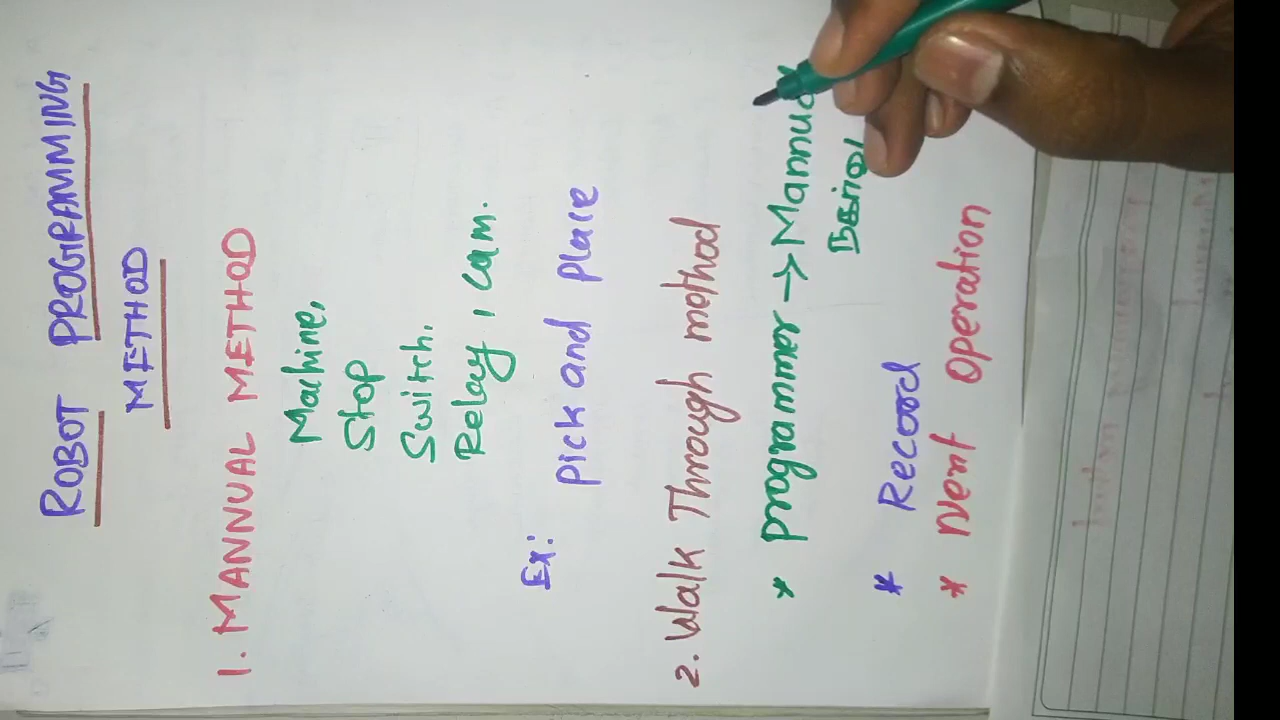 ROBOT PROGRAMMING
METHOD
1. MANNUAL METHOD
Machine,
Stop
Switch,
Relay, cam.
Ex:
Pick and place
2. Walk Through method
* programmer → Mannual
* Record
* Next operation